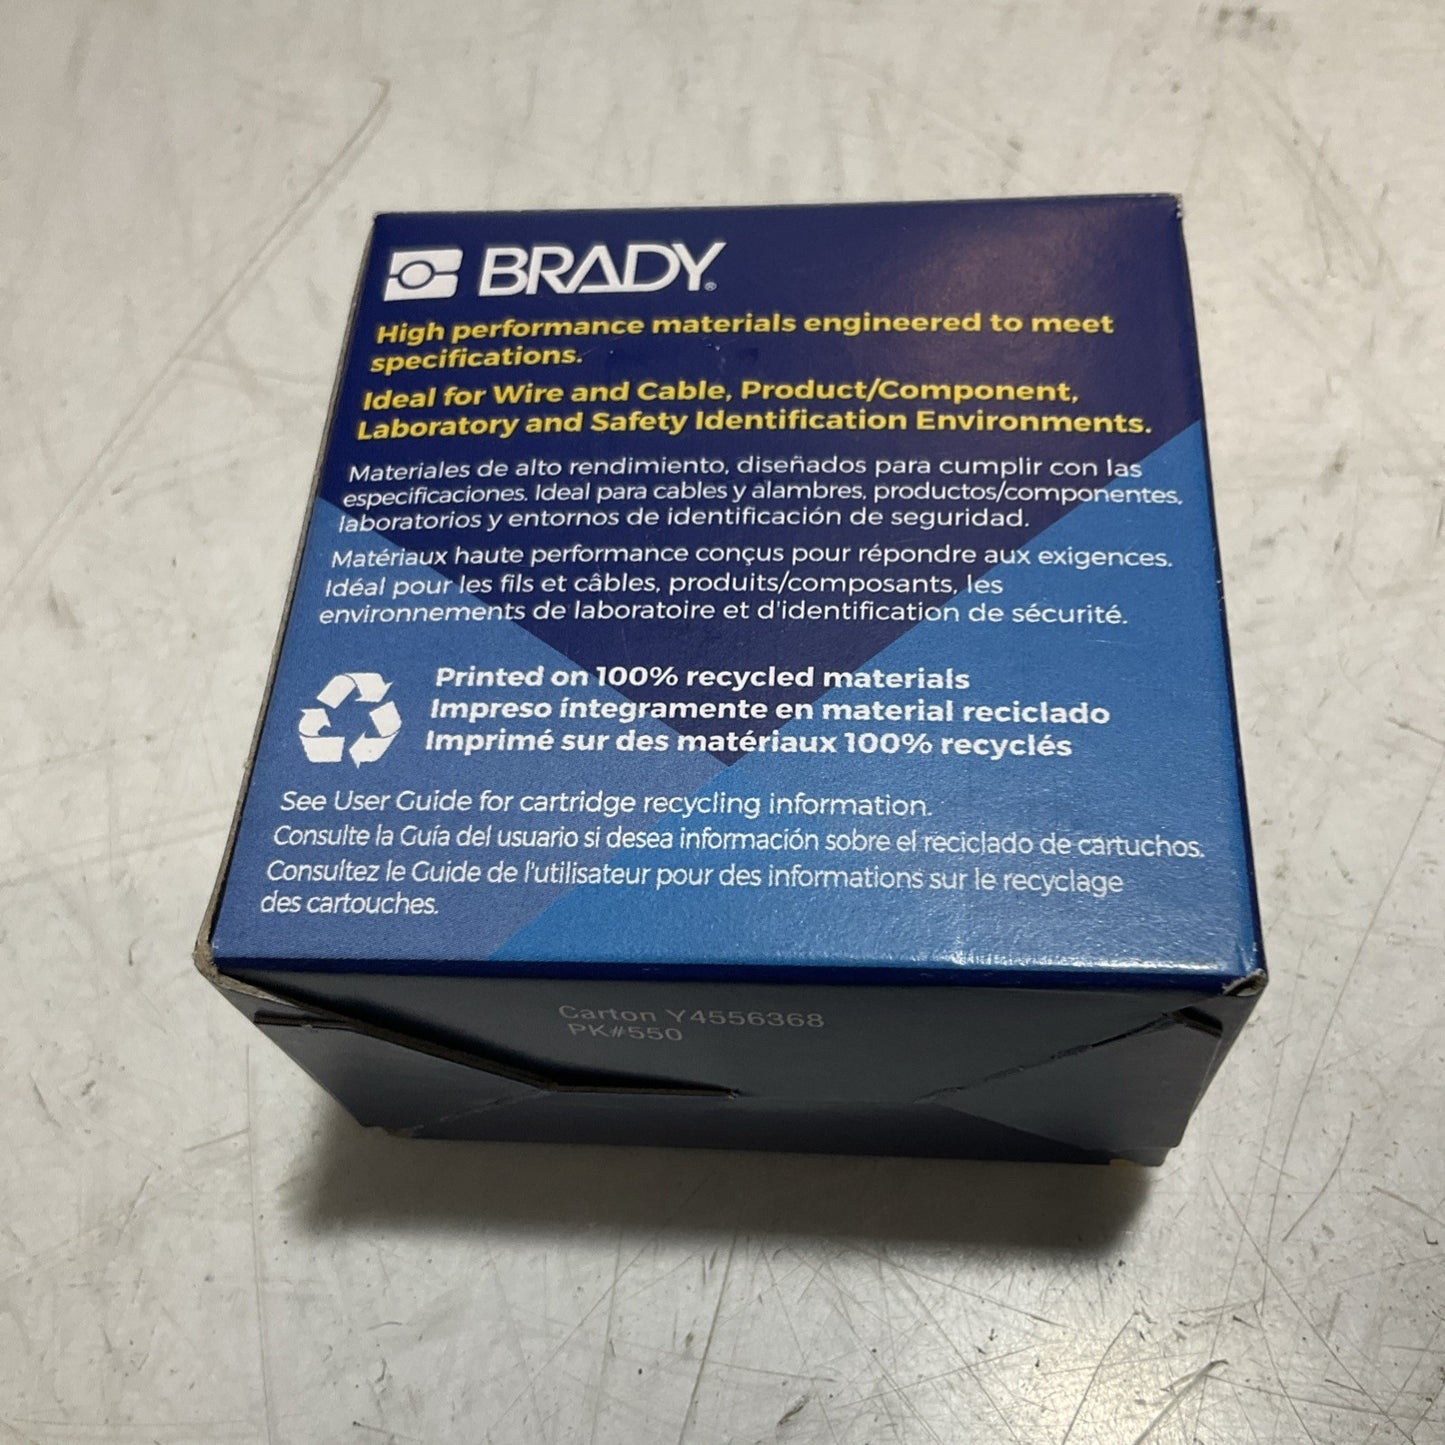 BRADY®
High performance materials engineered to meet
specifications.
Ideal for Wire and Cable, Product/Component,
Laboratory and Safety Identification Environments.
Materiales de alto rendimiento, diseñados para cumplir con las
especificaciones. Ideal para cables y alambres, productos/componentes,
laboratorios y entornos de identificación de seguridad.
Matériaux haute performance conçus pour répondre aux exigences.
Idéal pour les fils et câbles, produits/composants, les
environnements de laboratoire et d'identification de sécurité.
Printed on 100% recycled materials
Impreso íntegramente en material reciclado
Imprimé sur des matériaux 100% recyclés
See User Guide for cartridge recycling information.
Consulte la Guía del usuario si desea información sobre el reciclado de cartuchos.
Consultez le Guide de l'utilisateur pour des informations sur le recyclage
des cartouches.
Carton Y4556368
PK#550